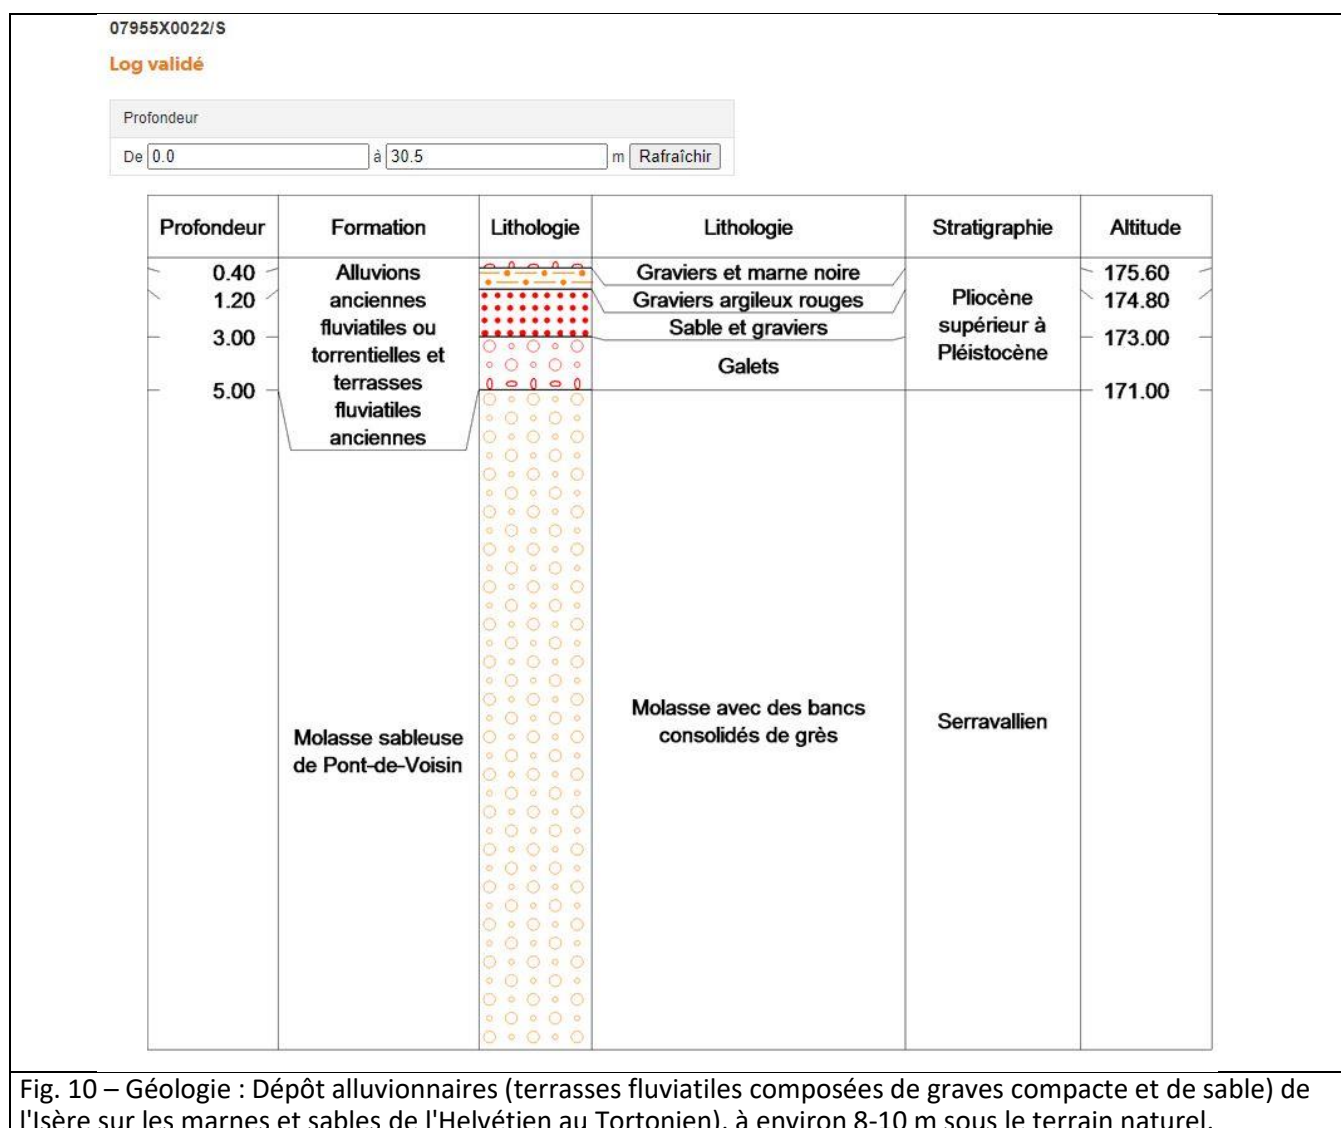 07955X0022/S
Log validé
Profondeur
De 0.0 à 30.5 m Rafraîchir
Profondeur Formation Lithologie Lithologie Stratigraphie Altitude
0.40
1.20
3.00
5.00
Alluvions
anciennes
fluviatiles ou
torrentielles et
terrasses
fluviatiles
anciennes
Molasse sableuse
de Pont-de-Voisin
Graviers et marne noire
Graviers argileux rouges
Sable et graviers
Galets
Molasse avec des bancs
consolidés de grès
Pliocène
supérieur à
Pléistocène
Serravallien
175.60
174.80
173.00
171.00
Fig. 10 – Géologie : Dépôt alluvionnaires (terrasses fluviatiles composées de graves compacte et de sable) de
l'Isère sur les marnes et sables de l'Helvétien au Tortonien), à environ 8-10 m sous le terrain naturel.